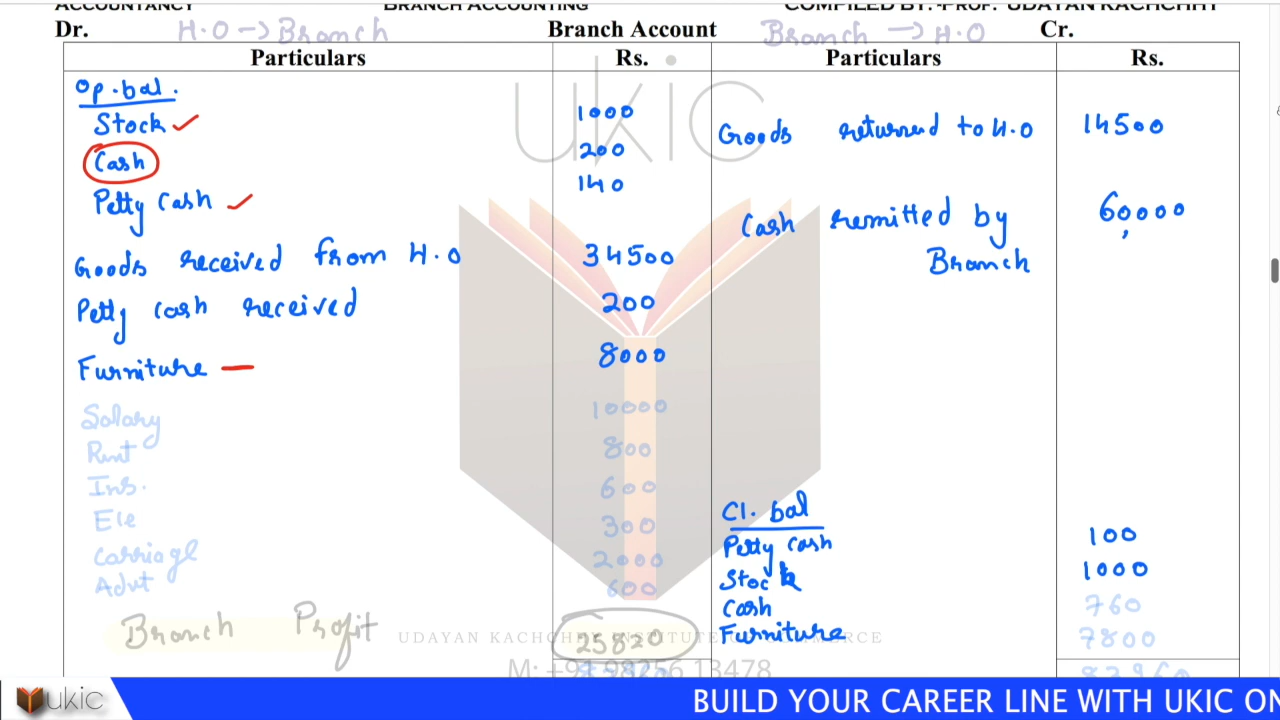 ACCOUNTANCY BRANCH ACCOUNTING COMPILED BY: -PROF. UDAYAN KACHCHHY
Dr. H.O → Branch Branch Account Branch → H.O Cr.
Particulars Rs. Particulars Rs.
Op. bal.
Stock ✓ 1000 Goods returned to H.O 14500
Cash 200
Petty Cash ✓ 140 Cash remitted by 60000
Branch
Goods received from H.O 34500
Petty cash received 200
Furniture 8000
Salary 10000
Rent 800
Ins. 600
Ele 300 Cl. bal
Carriage 2000 Petty cash 100
Advt 600 Stock 1000
Cash 760
Branch Profit 25820 Furniture 7800
UDAYAN KACHCHHY INSTITUTE OF COMMERCE
M: +91 98256 13478
ukic
ukic BUILD YOUR CAREER LINE WITH UKIC ON